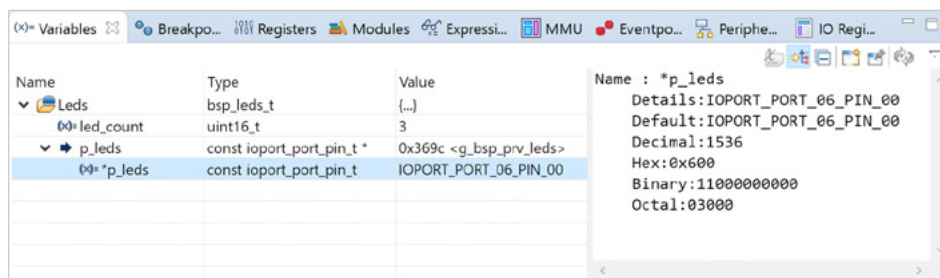 (x)= Variables Breakpo... Registers Modules Expressi... MMU Eventpo... Periphe... IO Regi...
Name Type Value
Leds bsp_leds_t {...}
(x)= led_count uint16_t 3
p_leds const ioport_port_pin_t * 0x369c <g_bsp_prv_leds>
(x)= *p_leds const ioport_port_pin_t IOPORT_PORT_06_PIN_00
Name : *p_leds
Details:IOPORT_PORT_06_PIN_00
Default:IOPORT_PORT_06_PIN_00
Decimal:1536
Hex:0x600
Binary:11000000000
Octal:03000